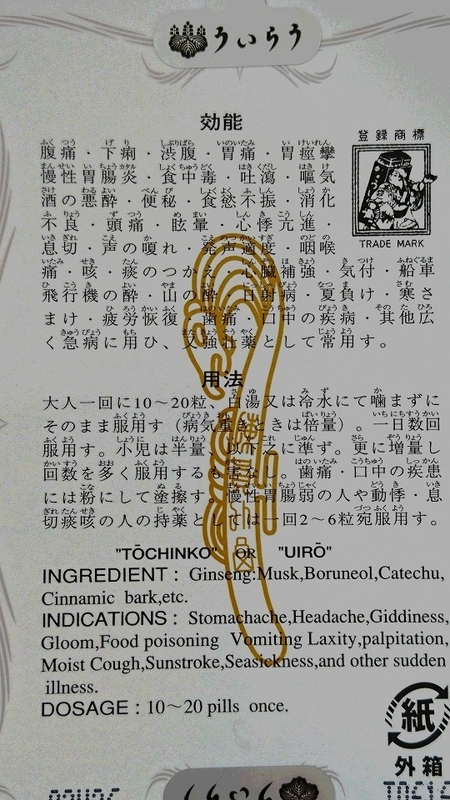 ういらう
効能
登録商標
腹痛・下痢・渋腹・胃痛・胃痙攣
慢性胃腸炎・食中毒・吐瀉・嘔気
酒の悪酔・便秘・食慾不振・消化
不良・頭痛・眩暈・心悸亢進・
TRADE MARK
息切・声の嗄れ・発声過度・咽喉
痛・咳・痰のつかえ・心臓補強・気付・船車
飛行機の酔・山の酔・日射病・夏負け・寒さ
まけ・疲労恢復・歯痛・口中の疾病・其他広
く急病に用ひ、又強壮薬として常用す。
用法
大人一回に10～20粒、白湯又は冷水にて噛まずに
そのまま服用す（病気重きときは倍量）。一日数回
服用す。小児は半量、以下之に準ず。更に増量し
回数を多く服用するも害なし。歯痛・口中の疾患
には粉にして塗擦す。慢性胃腸弱の人や動悸・息
切痰咳の人の持薬としては一回2～6粒宛服用す。
"TŌCHINKO" OR "UIRŌ"
INGREDIENT : Ginseng.Musk,Boruneol,Catechu,
Cinnamic bark,etc.
INDICATIONS : Stomachache,Headache,Giddiness,
Gloom,Food poisoning Vomiting Laxity,palpitation,
Moist Cough,Sunstroke,Seasickness,and other sudden
illness.
DOSAGE : 10～20 pills once.
紙
外箱